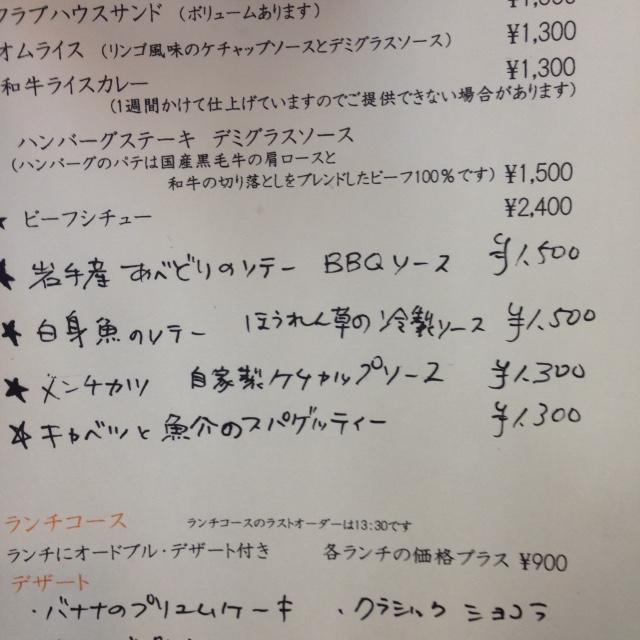 クラブハウスサンド （ボリュームあります）
オムライス （リンゴ風味のケチャップソースとデミグラスソース） ¥1,300
和牛ライスカレー ¥1,300
（1週間かけて仕上げていますのでご提供できない場合があります）
ハンバーグステーキ デミグラスソース
（ハンバーグのパテは国産黒毛牛の肩ロースと
和牛の切り落としをブレンドしたビーフ100％です） ¥1,500
★ ビーフシチュー ¥2,400
★ 岩手産 あべどりのソテー BBQソース ¥1.500
★ 白身魚のソテー ほうれん草の冷製ソース ¥1.500
★ メンチカツ 自家製ケチャップソース ¥1.300
★ キャベツと魚介のスパゲッティー ¥1.300
ランチコース ランチコースのラストオーダーは13:30です
ランチにオードブル・デザート付き 各ランチの価格プラス ¥900
デザート
・バナナのプリュムケーキ ・クラシックショコラ